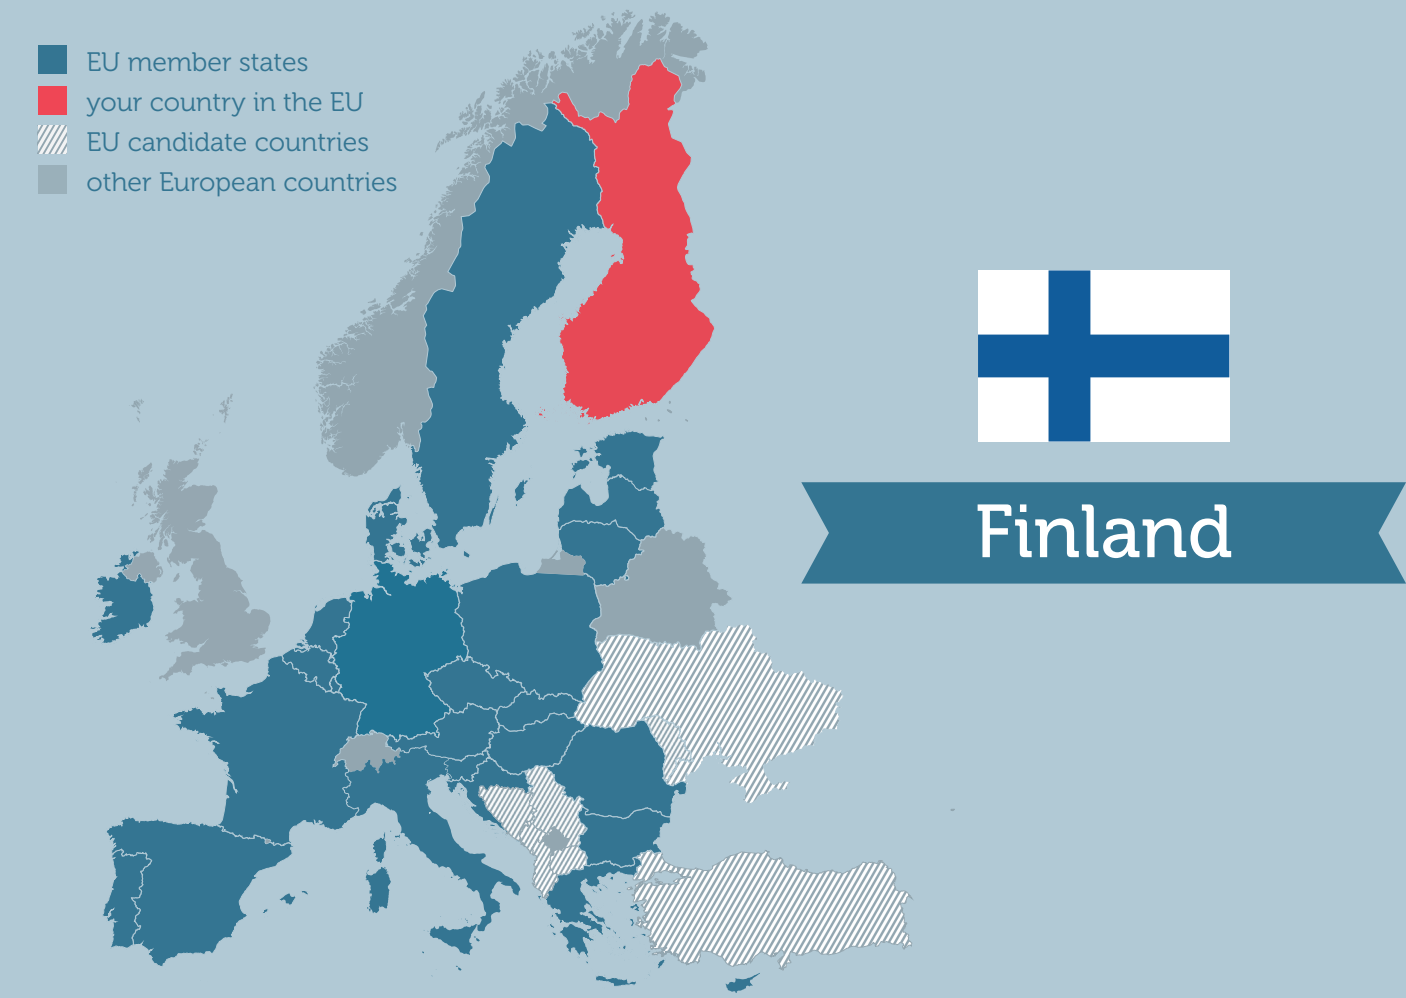 EU member states
your country in the EU
EU candidate countries
other European countries
Finland